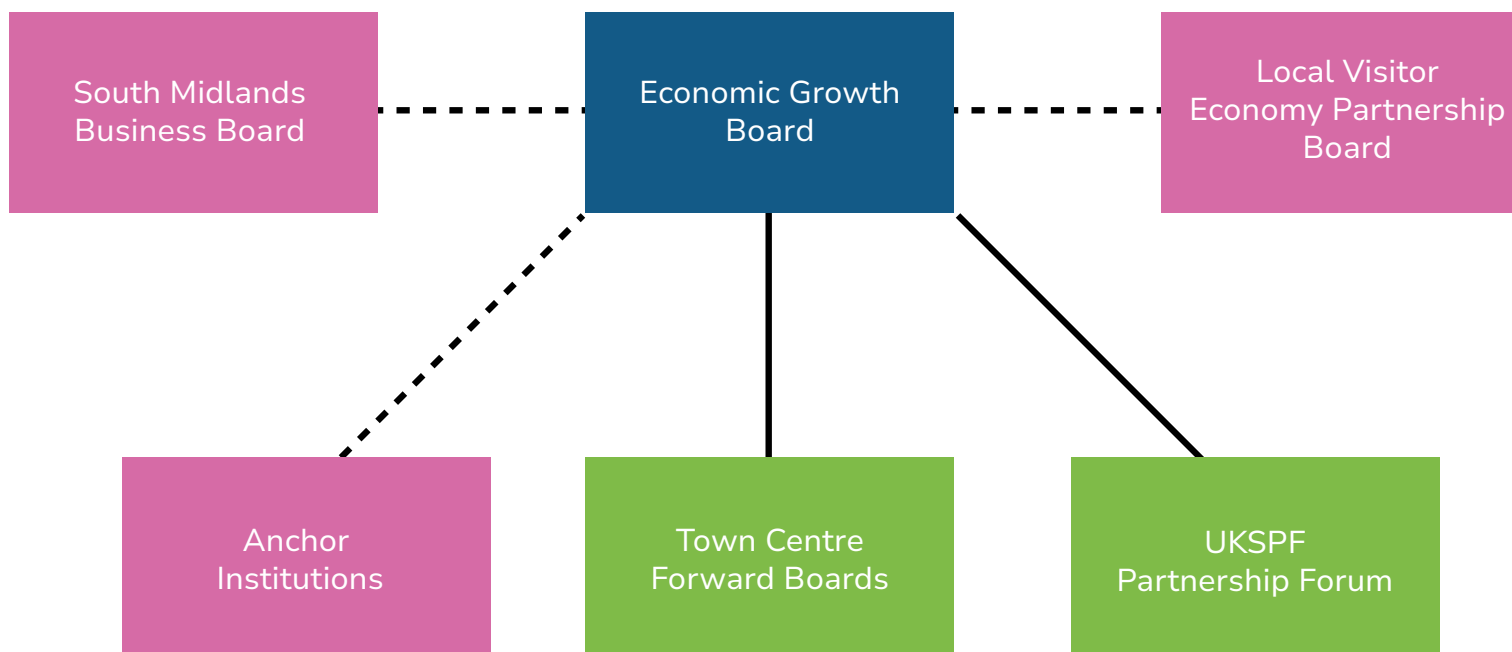 South Midlands
Business Board
Economic Growth
Board
Local Visitor
Economy Partnership
Board
Anchor
Institutions
Town Centre
Forward Boards
UKSPF
Partnership Forum